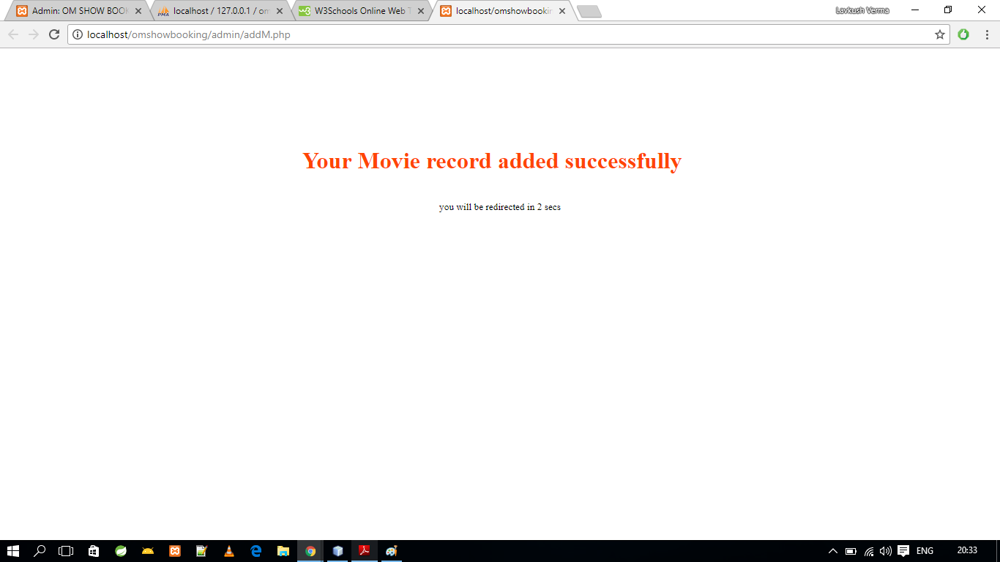 Admin: OM SHOW BOOK
localhost / 127.0.0.1 / om
W3Schools Online Web T
localhost/omshowbookin
Lavkush Verma
localhost/omshowbooking/admin/addM.php
Your Movie record added successfully
you will be redirected in 2 secs
ENG
20:33